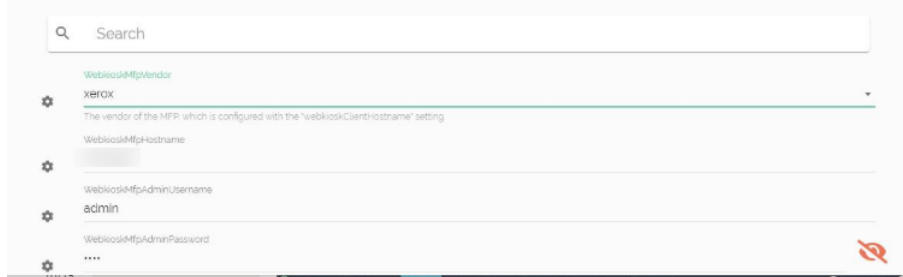 Search
WebkioskMfpVendor
xerox
The vendor of the MFP, which is configured with the "webkioskClientHostname" setting.
WebkioskMfpHostname
WebkioskMfpAdminUsername
admin
WebkioskMfpAdminPassword
••••